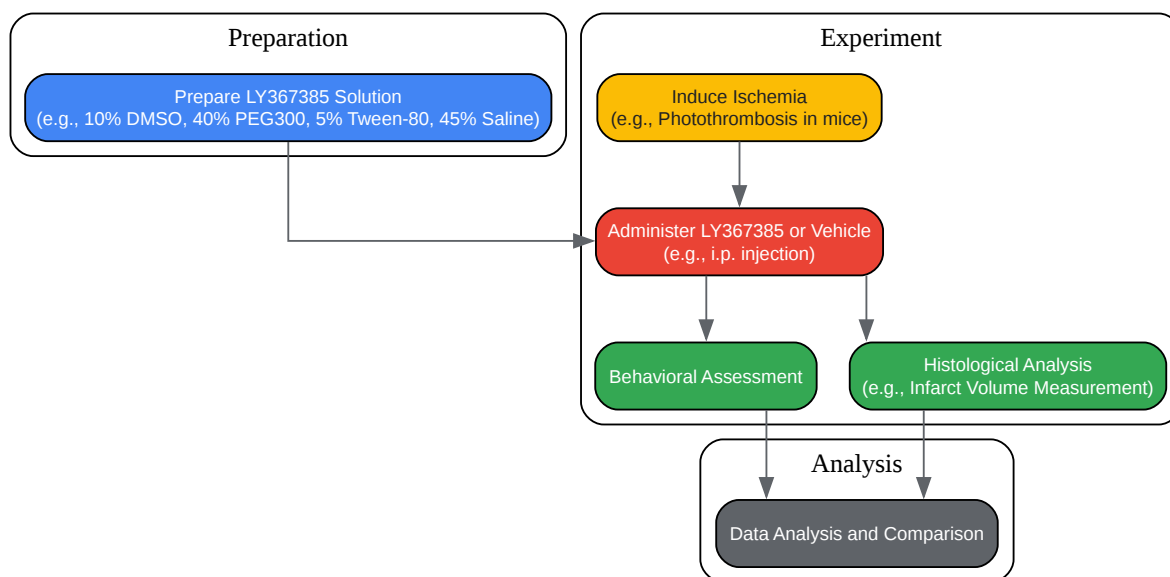 Preparation
Prepare LY367385 Solution
(e.g., 10% DMSO, 40% PEG300, 5% Tween-80, 45% Saline)
Experiment
Induce Ischemia
(e.g., Photothrombosis in mice)
Administer LY367385 or Vehicle
(e.g., i.p. injection)
Behavioral Assessment
Histological Analysis
(e.g., Infarct Volume Measurement)
Analysis
Data Analysis and Comparison